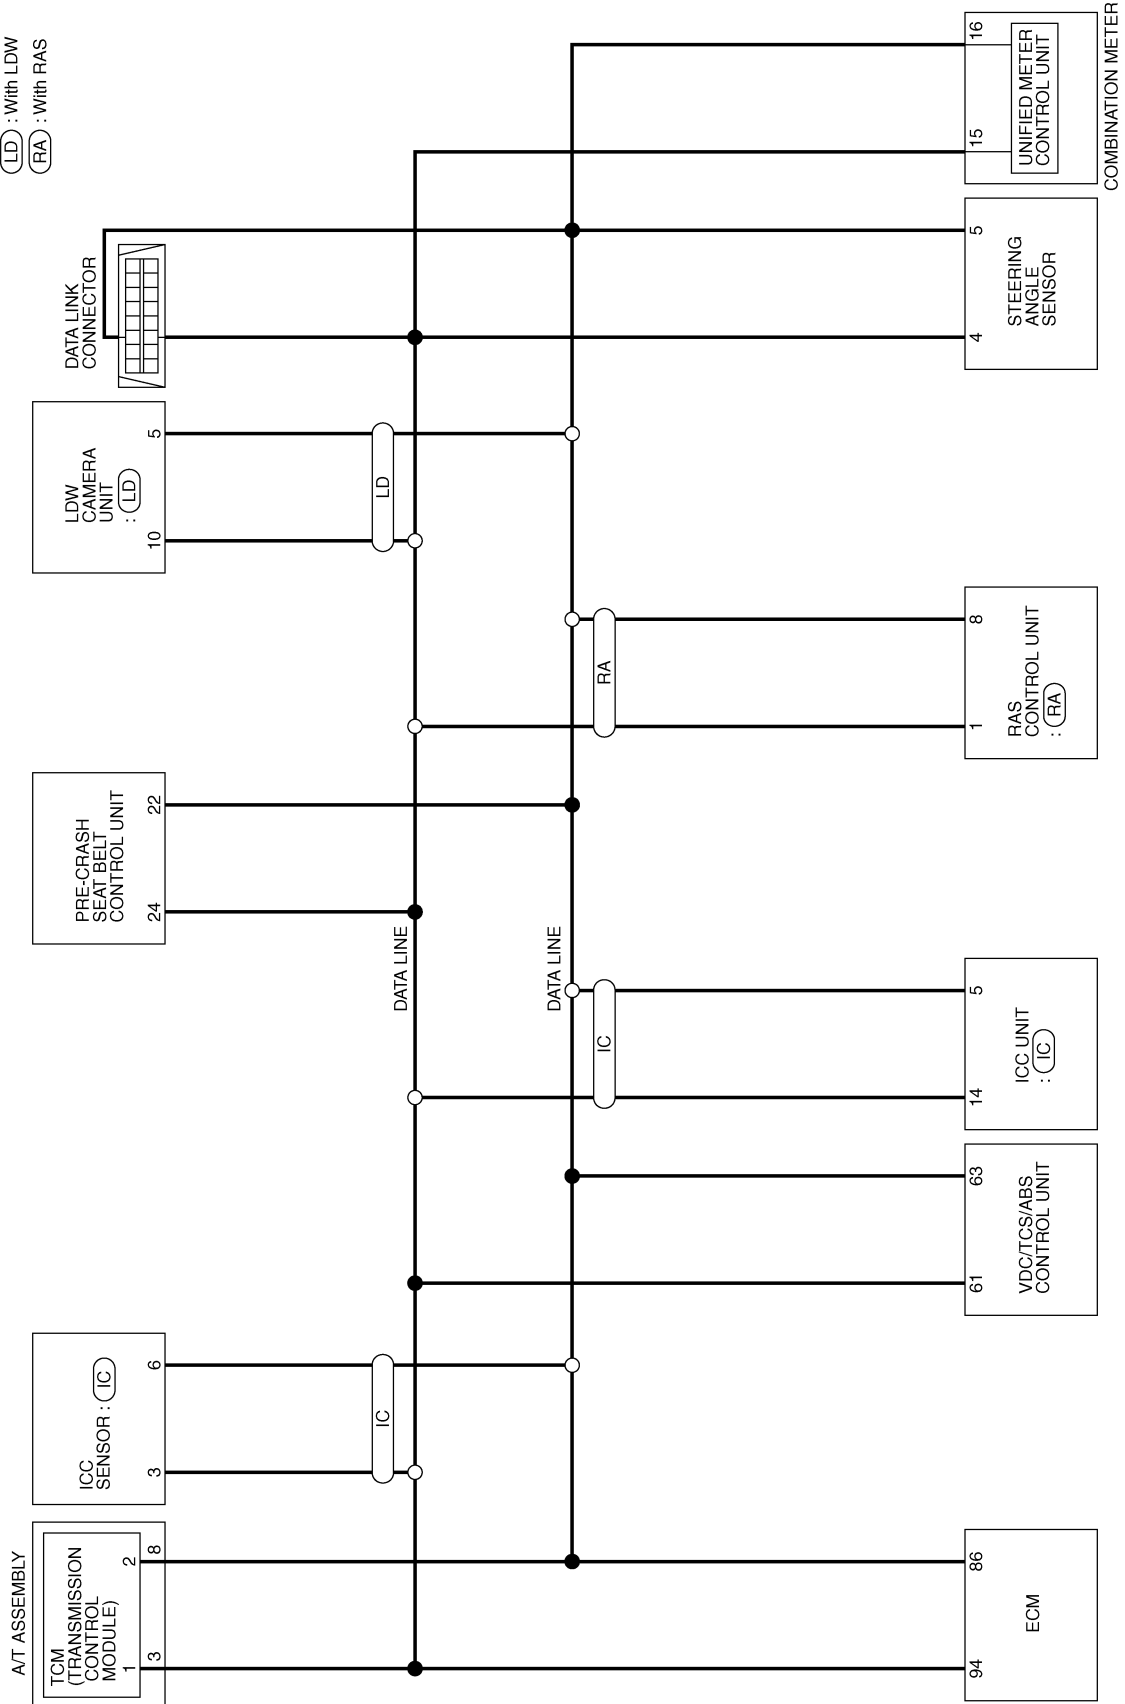 LD : With LDW
RA : With RAS
A/T ASSEMBLY
TCM
(TRANSMISSION
CONTROL
MODULE)
1
2
3
8
ICC
SENSOR : IC
3
6
IC
PRE-CRASH
SEAT BELT
CONTROL UNIT
24
22
LDW
CAMERA
UNIT
: LD
10
5
LD
DATA LINK
CONNECTOR
DATA LINE
DATA LINE
ECM
94
86
VDC/TCS/ABS
CONTROL UNIT
61
63
IC
ICC UNIT
: IC
14
5
RA
RAS
CONTROL UNIT
: RA
1
8
STEERING
ANGLE
SENSOR
4
5
UNIFIED METER
CONTROL UNIT
15
16
COMBINATION METER